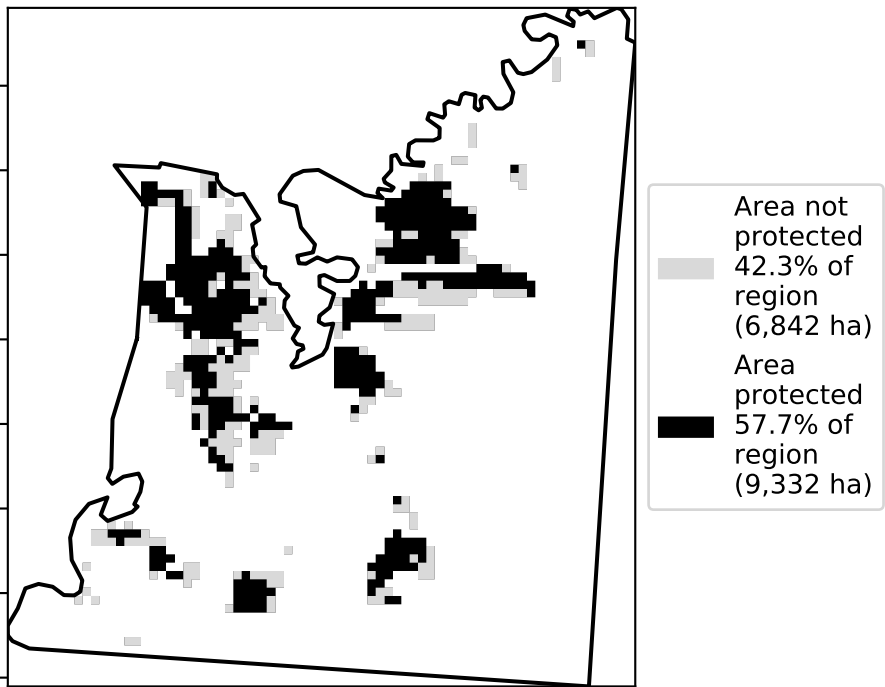 Area not
protected
42.3% of
region
(6,842 ha)
Area
protected
57.7% of
region
(9,332 ha)